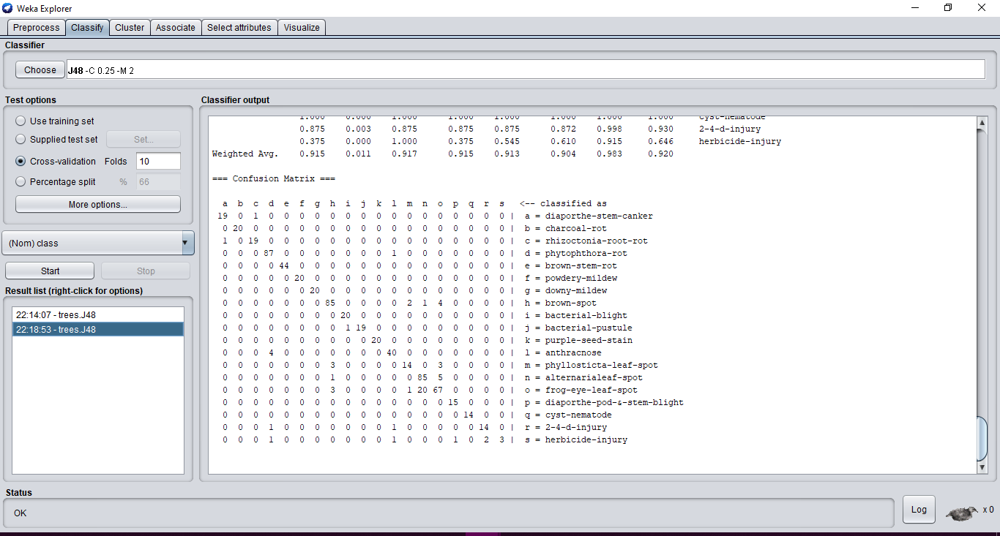 Weka Explorer
Preprocess Classify Cluster Associate Select attributes Visualize
Classifier
Choose J48 -C 0.25 -M 2
Test options
Use training set
Supplied test set Set...
Cross-validation Folds 10
Percentage split % 66
More options...
(Nom) class
Start Stop
Result list (right-click for options)
22:14:07 - trees.J48
22:18:53 - trees.J48
Classifier output
1.000 0.000 1.000 1.000 1.000 1.000 1.000 1.000 cyst-nematode
0.875 0.003 0.875 0.875 0.875 0.872 0.998 0.930 2-4-d-injury
0.375 0.000 1.000 0.375 0.545 0.610 0.915 0.646 herbicide-injury
Weighted Avg. 0.915 0.011 0.917 0.915 0.913 0.904 0.983 0.920
=== Confusion Matrix ===
a b c d e f g h i j k l m n o p q r s <-- classified as
19 0 1 0 0 0 0 0 0 0 0 0 0 0 0 0 0 0 0 | a = diaporthe-stem-canker
0 20 0 0 0 0 0 0 0 0 0 0 0 0 0 0 0 0 0 | b = charcoal-rot
1 0 19 0 0 0 0 0 0 0 0 0 0 0 0 0 0 0 0 | c = rhizoctonia-root-rot
0 0 0 87 0 0 0 0 0 0 0 1 0 0 0 0 0 0 0 | d = phytophthora-rot
0 0 0 0 44 0 0 0 0 0 0 0 0 0 0 0 0 0 0 | e = brown-stem-rot
0 0 0 0 0 20 0 0 0 0 0 0 0 0 0 0 0 0 0 | f = powdery-mildew
0 0 0 0 0 0 20 0 0 0 0 0 0 0 0 0 0 0 0 | g = downy-mildew
0 0 0 0 0 0 0 85 0 0 0 0 2 1 4 0 0 0 0 | h = brown-spot
0 0 0 0 0 0 0 0 20 0 0 0 0 0 0 0 0 0 0 | i = bacterial-blight
0 0 0 0 0 0 0 0 1 19 0 0 0 0 0 0 0 0 0 | j = bacterial-pustule
0 0 0 0 0 0 0 0 0 0 20 0 0 0 0 0 0 0 0 | k = purple-seed-stain
0 0 0 4 0 0 0 0 0 0 0 40 0 0 0 0 0 0 0 | l = anthracnose
0 0 0 0 0 0 0 3 0 0 0 0 14 0 3 0 0 0 0 | m = phyllosticta-leaf-spot
0 0 0 0 0 0 0 1 0 0 0 0 0 85 5 0 0 0 0 | n = alternarialeaf-spot
0 0 0 0 0 0 0 3 0 0 0 0 1 20 67 0 0 0 0 | o = frog-eye-leaf-spot
0 0 0 0 0 0 0 0 0 0 0 0 0 0 0 15 0 0 0 | p = diaporthe-pod-&-stem-blight
0 0 0 0 0 0 0 0 0 0 0 0 0 0 0 0 14 0 0 | q = cyst-nematode
0 0 0 1 0 0 0 0 0 0 0 1 0 0 0 0 0 14 0 | r = 2-4-d-injury
0 0 0 1 0 0 0 0 0 0 0 1 0 0 0 1 0 2 3 | s = herbicide-injury
Status
OK
Log x 0